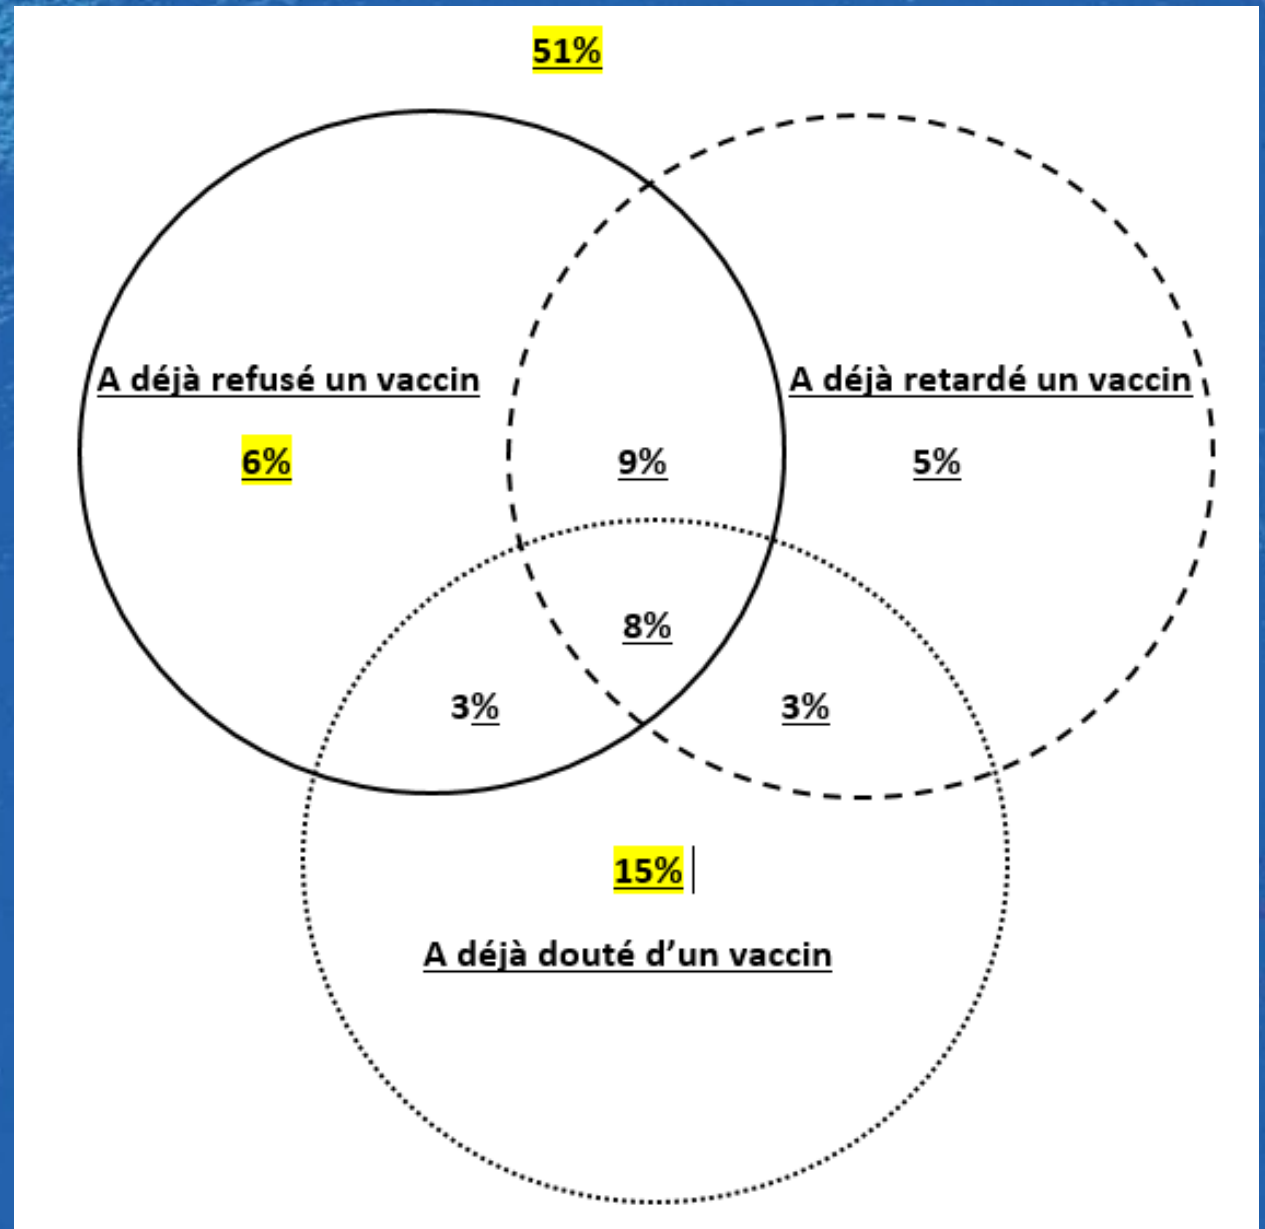 51%
A déjà refusé un vaccin
A déjà retardé un vaccin
6%
9%
5%
8%
3%
3%
15%
A déjà douté d’un vaccin